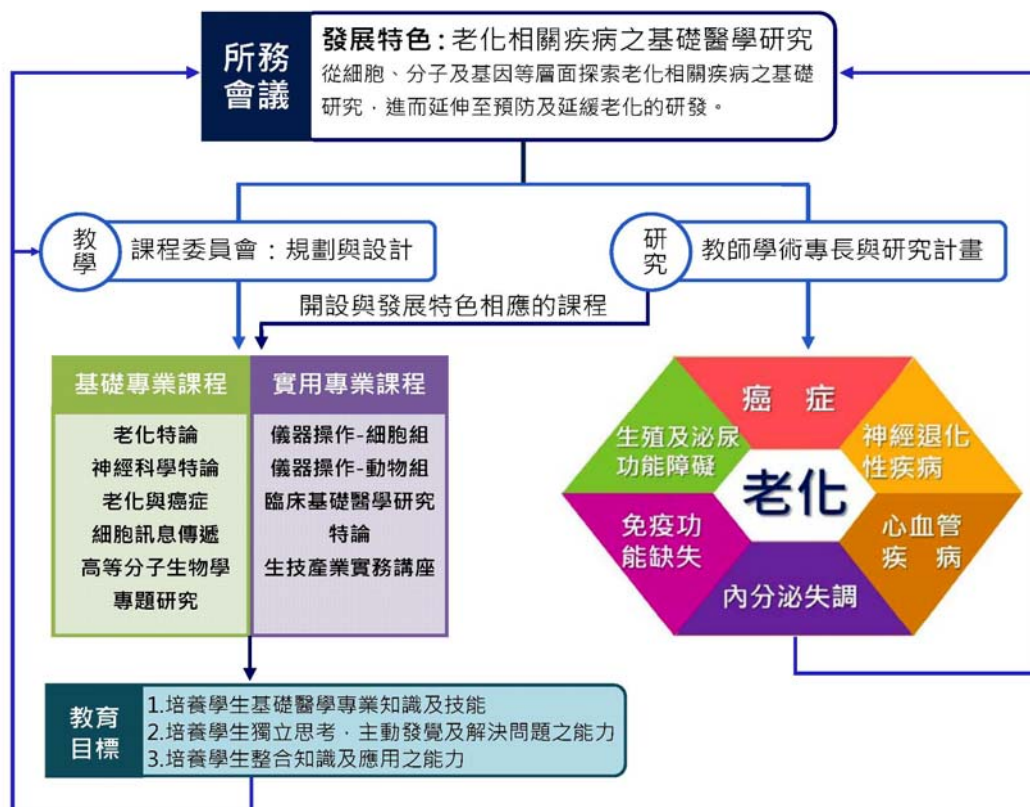 所務
會議
發展特色：老化相關疾病之基礎醫學研究
從細胞、分子及基因等層面探索老化相關疾病之基礎
研究，進而延伸至預防及延緩老化的研發。
教
學
課程委員會：規劃與設計
研
究
教師學術專長與研究計畫
開設與發展特色相應的課程
基礎專業課程
老化特論
神經科學特論
老化與癌症
細胞訊息傳遞
高等分子生物學
專題研究
實用專業課程
儀器操作-細胞組
儀器操作-動物組
臨床基礎醫學研究
特論
生技產業實務講座
癌 症
生殖及泌尿
功能障礙
神經退化
性疾病
老化
免疫功
能缺失
心血管
疾 病
內分泌失調
教育
目標
1.培養學生基礎醫學專業知識及技能
2.培養學生獨立思考，主動發覺及解決問題之能力
3.培養學生整合知識及應用之能力